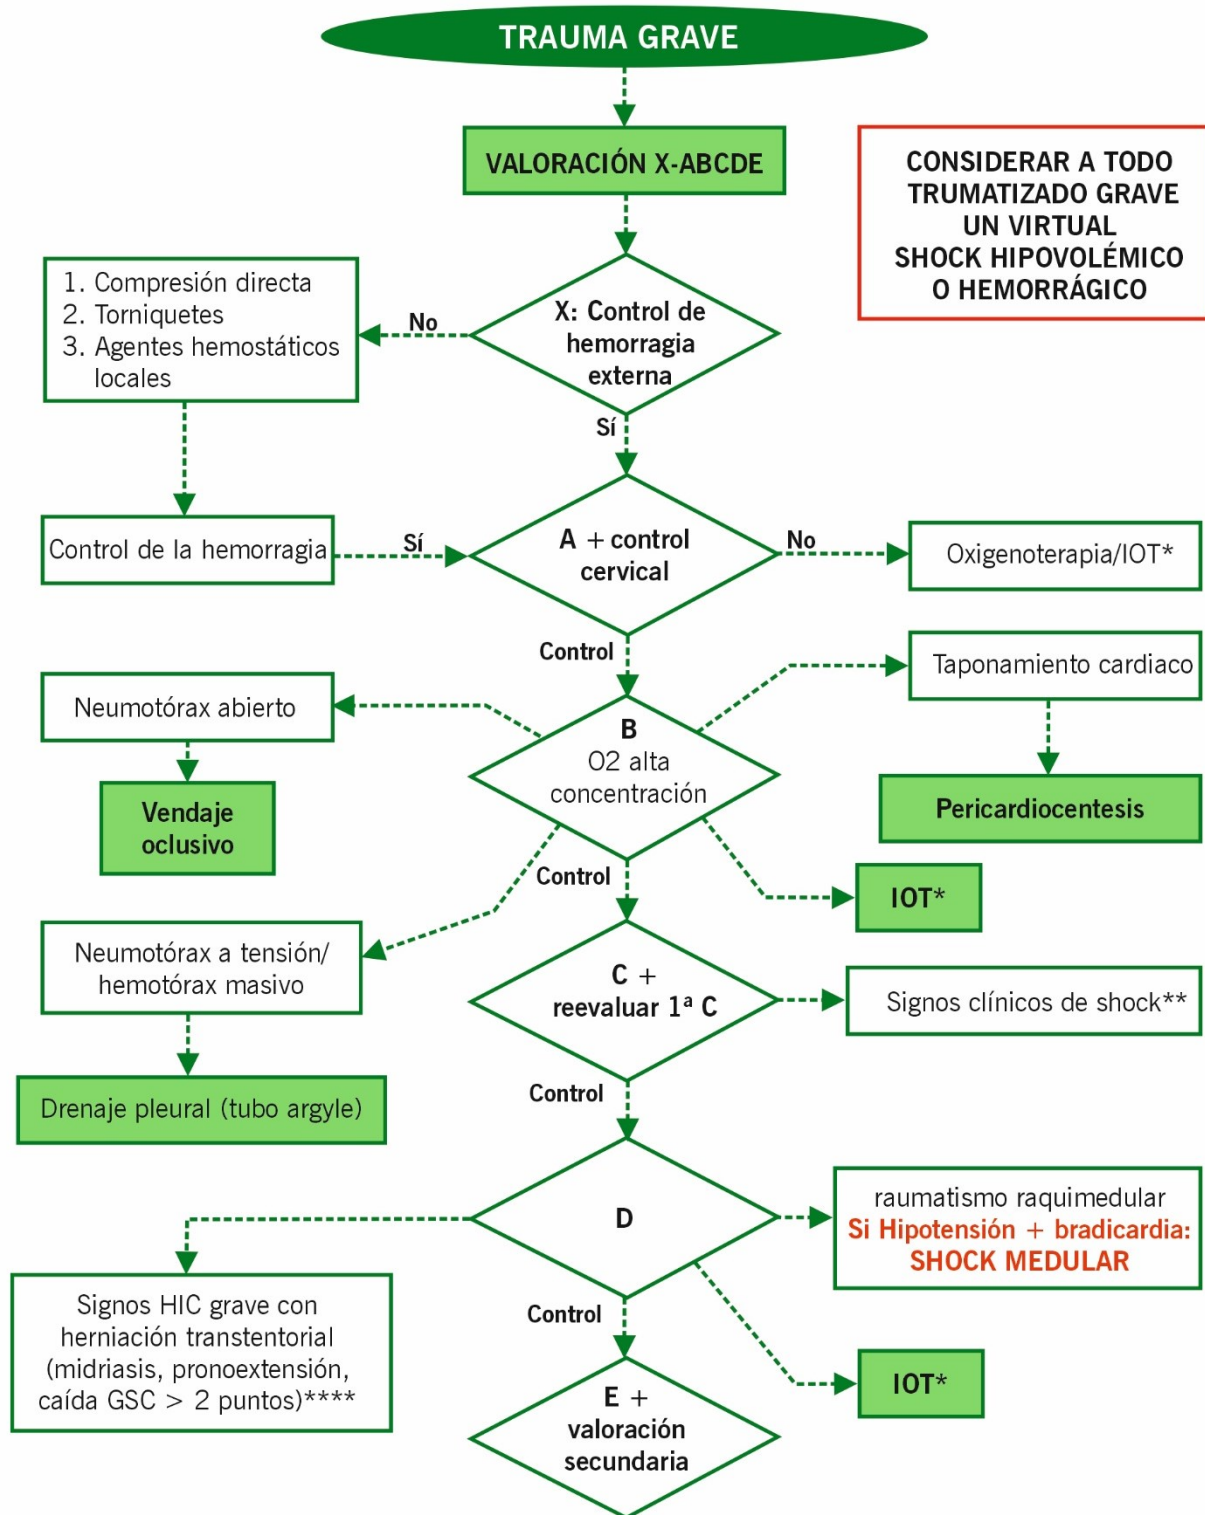 TRAUMA GRAVE
VALORACIÓN X-ABCDE
CONSIDERAR A TODO
TRUMATIZADO GRAVE
UN VIRTUAL
SHOCK HIPOVOLÉMICO
O HEMORRÁGICO
1. Compresión directa
2. Torniquetes
3. Agentes hemostáticos
locales
No
X: Control de
hemorragia
externa
Sí
Control de la hemorragia
Sí
A + control
cervical
No
Oxigenoterapia/IOT*
Control
Neumotórax abierto
Taponamiento cardiaco
B
O2 alta
concentración
Vendaje
oclusivo
Pericardiocentesis
Control
IOT*
Neumotórax a tensión/
hemotórax masivo
C +
reevaluar 1ª C
Signos clínicos de shock**
Drenaje pleural (tubo argyle)
Control
D
raumatismo raquimedular
Si Hipotensión + bradicardia:
SHOCK MEDULAR
Signos HIC grave con
herniación transtentorial
(midriasis, pronoextensión,
caída GSC > 2 puntos)****
Control
IOT*
E +
valoración
secundaria